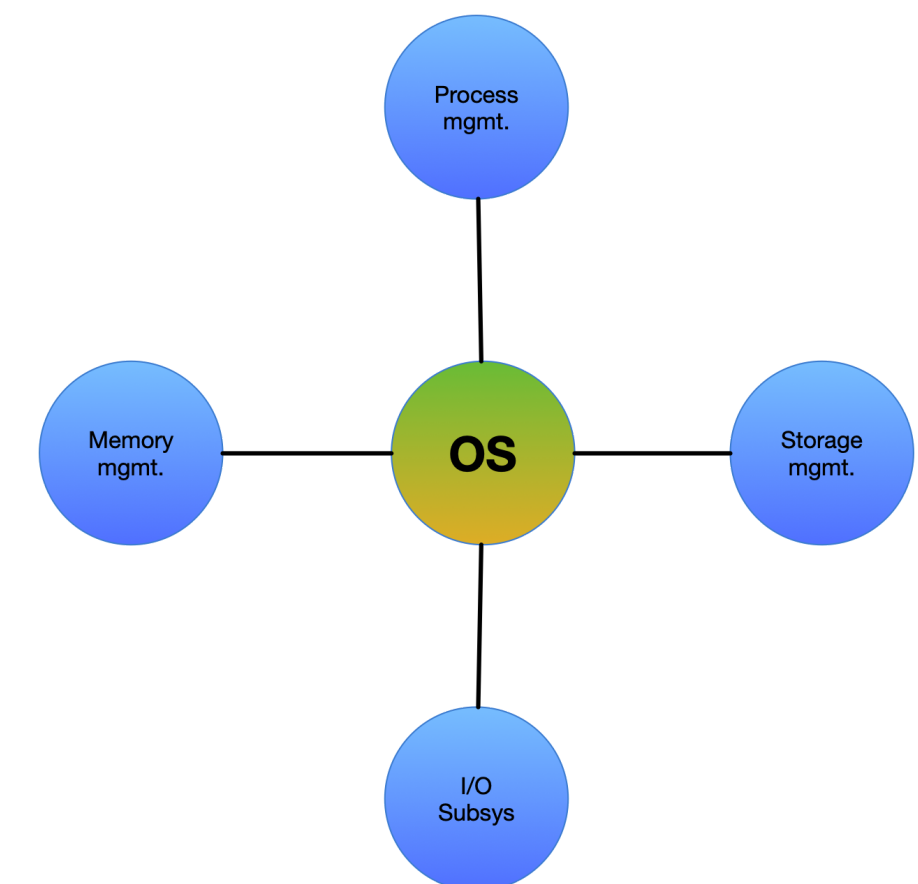 Process
mgmt.
Memory
mgmt.
OS
Storage
mgmt.
I/O
Subsys